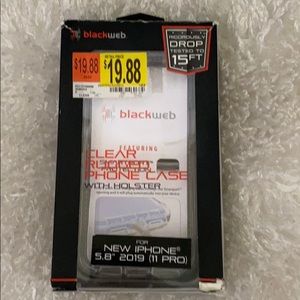 blackweb
RIGOROUSLY
DROP
TESTED TO
15FT
$19.88
$19.88
blackweb
FEATURING
CLEAR
RUGGED
PHONE CASE
WITH HOLSTER
FOR
NEW IPHONE®
5.8" 2019 (11 PRO)